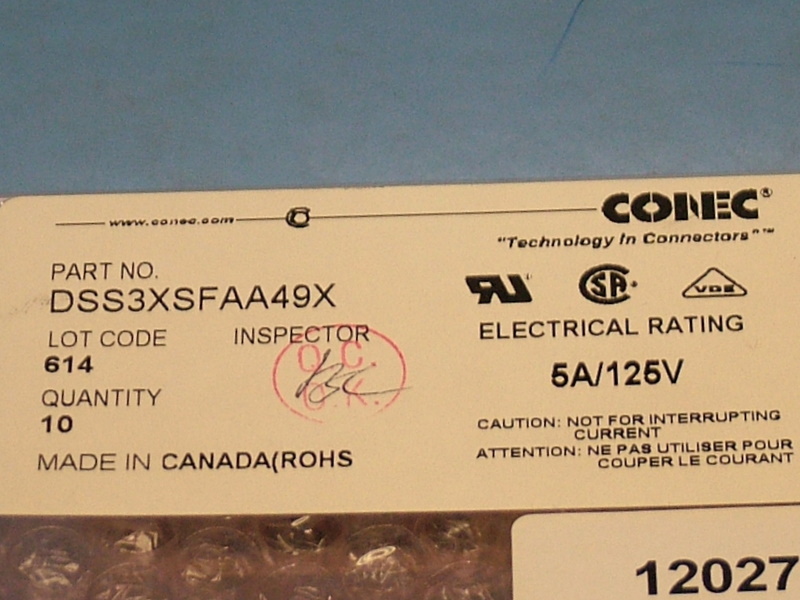 www.conec.com
CONEC®
"Technology In Connectors"™
PART NO.
DSS3XSFAA49X
LOT CODE
614
INSPECTOR
Q.C.
O.K.
QUANTITY
10
MADE IN CANADA(ROHS
SA
VDE
ELECTRICAL RATING
5A/125V
CAUTION: NOT FOR INTERRUPTING
CURRENT
ATTENTION: NE PAS UTILISER POUR
COUPER LE COURANT
12027